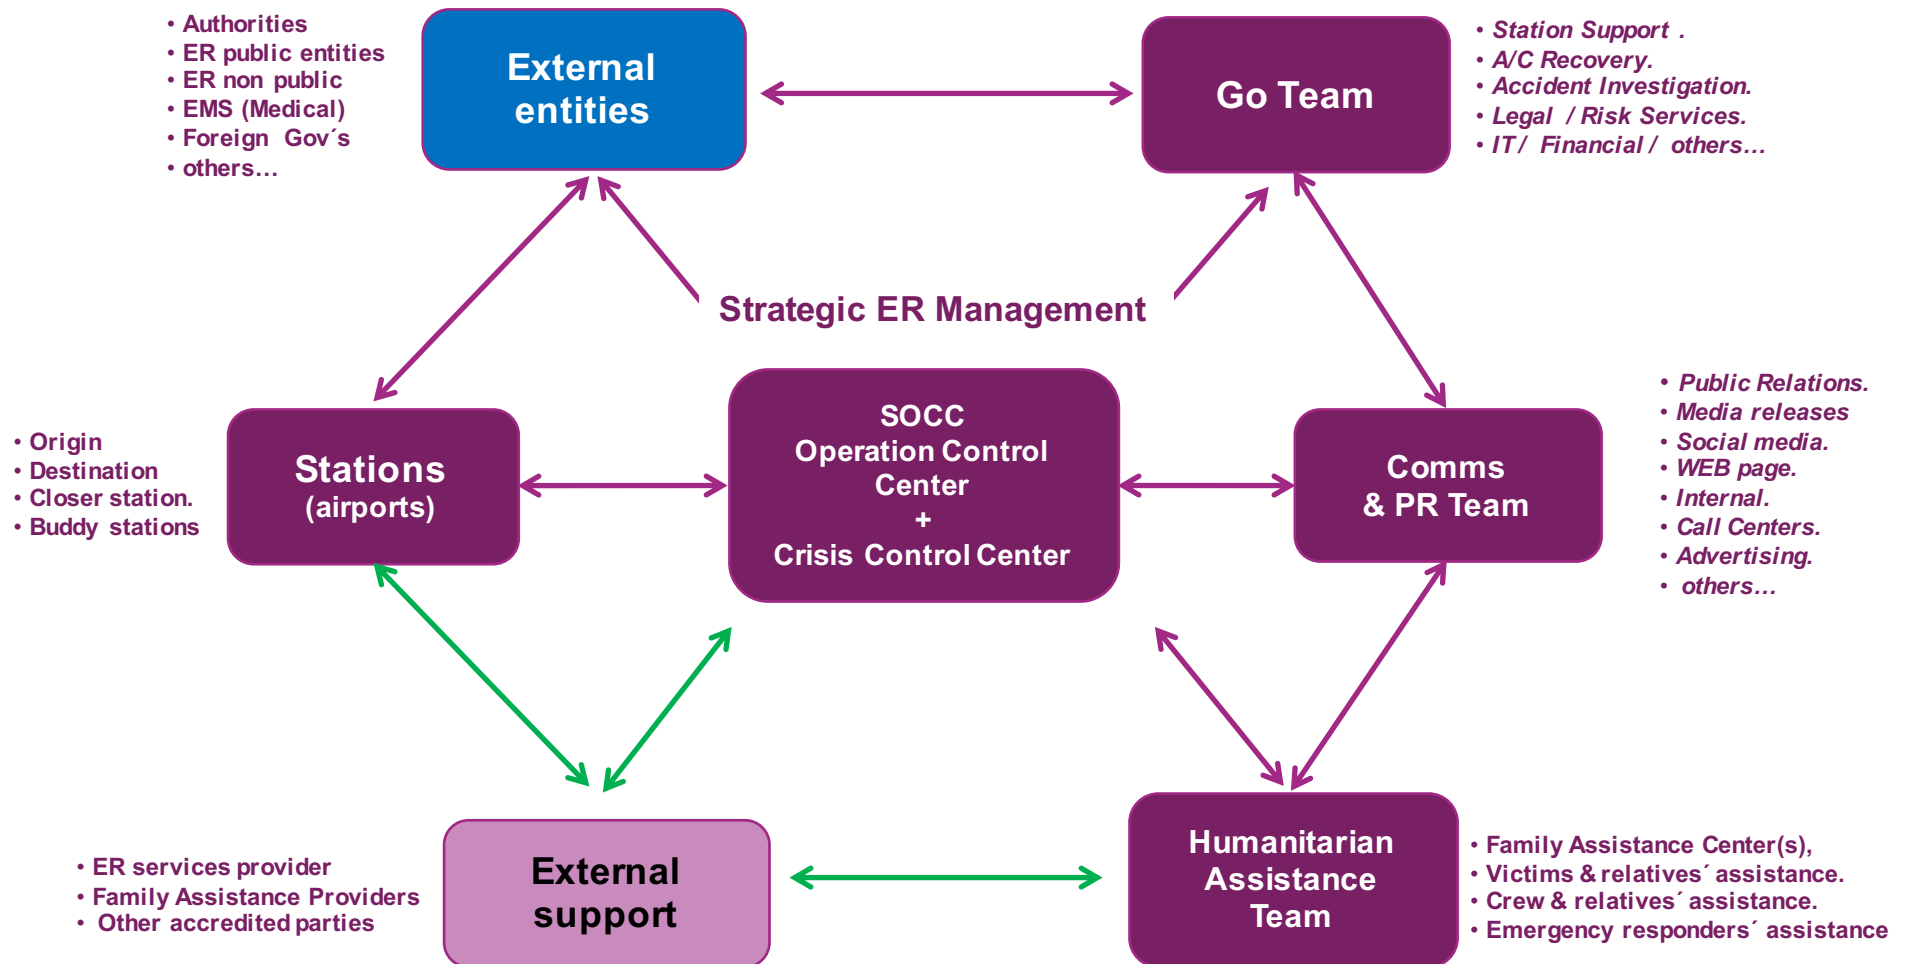 • Authorities
• ER public entities
• ER non public
• EMS (Medical)
• Foreign Gov´s
• others…
External
entities
Go Team
• Station Support .
• A/C Recovery.
• Accident Investigation.
• Legal / Risk Services.
• IT / Financial / others…
Strategic ER Management
• Origin
• Destination
• Closer station.
• Buddy stations
Stations
(airports)
SOCC
Operation Control
Center
+
Crisis Control Center
Comms
& PR Team
• Public Relations.
• Media releases
• Social media.
• WEB page.
• Internal.
• Call Centers.
• Advertising.
• others…
• ER services provider
• Family Assistance Providers
• Other accredited parties
External
support
Humanitarian
Assistance
Team
• Family Assistance Center(s),
• Victims & relatives´ assistance.
• Crew & relatives´ assistance.
• Emergency responders´ assistance